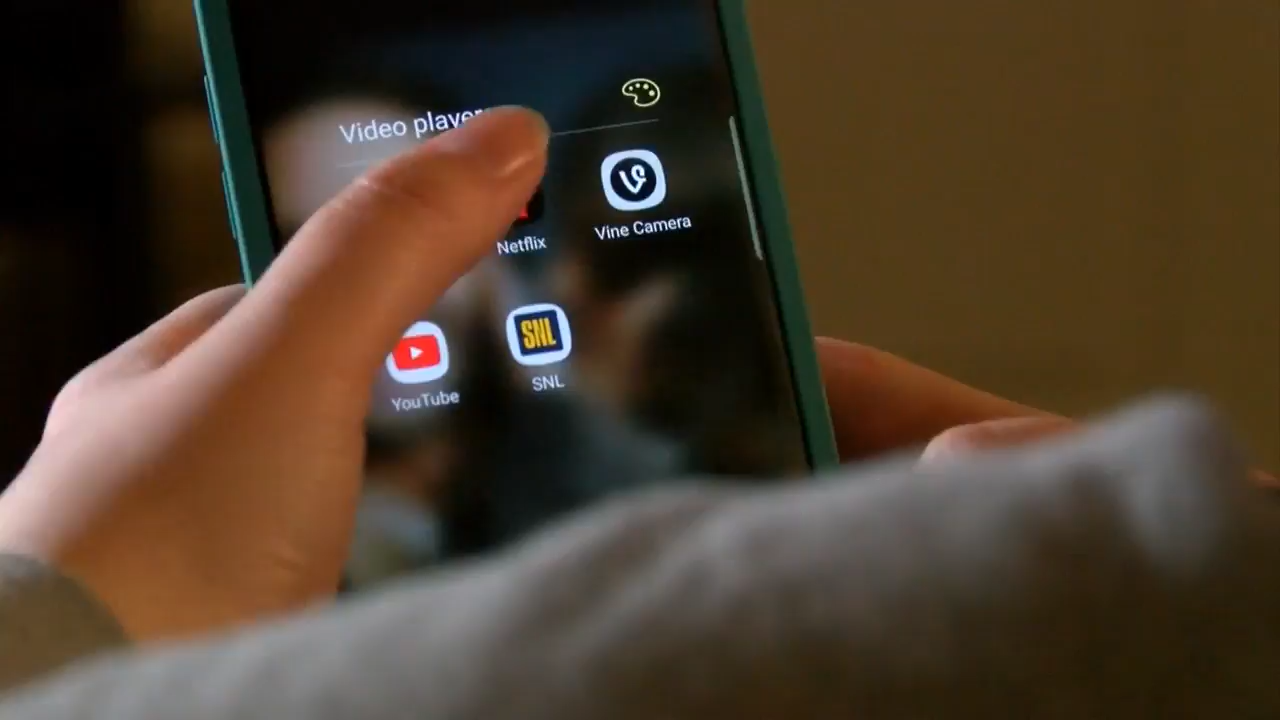 Video player
Netflix
Vine Camera
SNL
YouTube
SNL